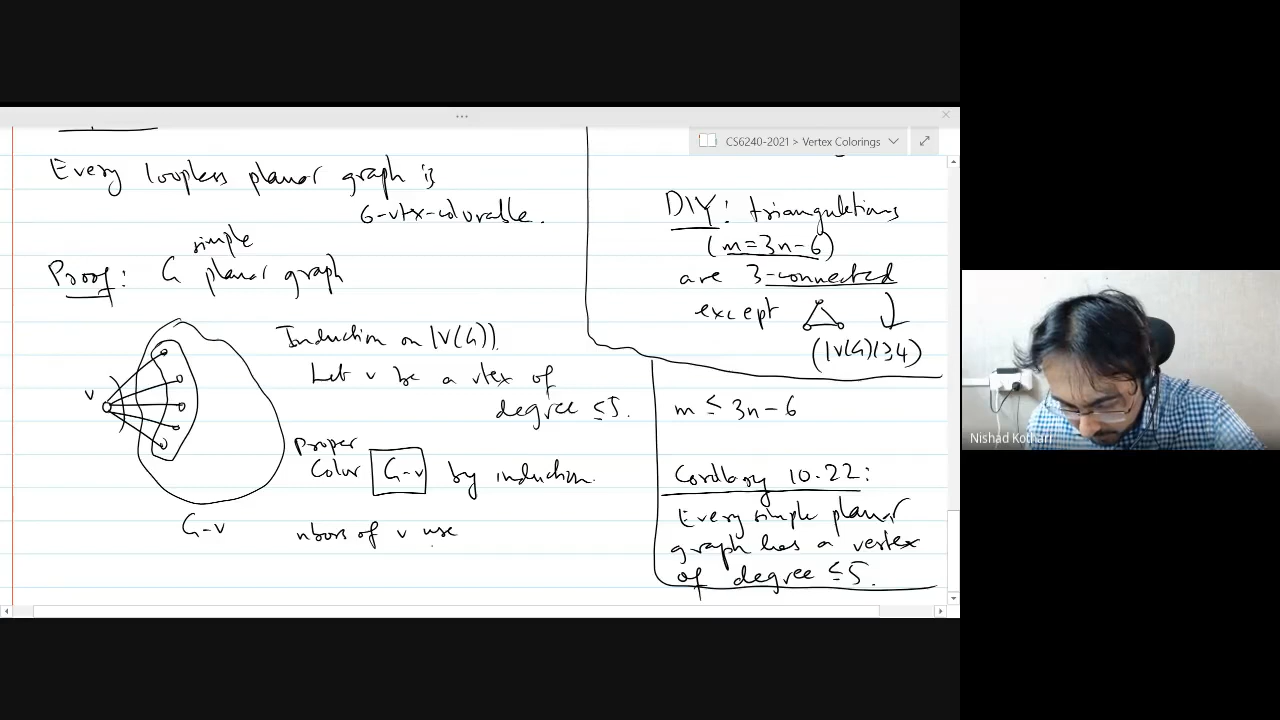 CS6240-2021 > Vertex Colorings
Every loopless planar graph is
6-vtx-colourable.
Proof: G simple planar graph
Induction on |V(G)|.
Let v be a vtex of
degree ≤5.
v
Proper
Color G-v by induction.
G-v
nbors of v use
DIY: triangulations
(m=3n-6)
are 3-connected
except
(|V(G)|≥4)
m ≤ 3n-6
Corollary 10.22:
Every simple planar
graph has a vertex
of degree ≤5.
Nishad Kothari